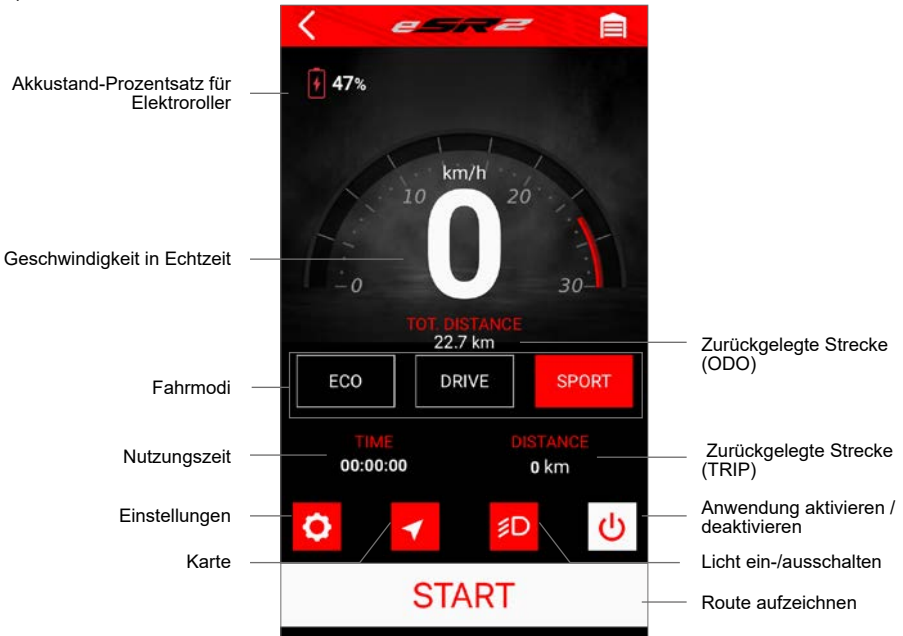 eSR2
Akkustand-Prozentsatz für
Elektroroller
47%
km/h
10
20
0
Geschwindigkeit in Echtzeit
0
30
TOT. DISTANCE
22.7 km
Zurückgelegte Strecke
(ODO)
Fahrmodi
ECO
DRIVE
SPORT
Nutzungszeit
TIME
00:00:00
DISTANCE
0 km
Zurückgelegte Strecke
(TRIP)
Einstellungen
Anwendung aktivieren /
deaktivieren
Karte
Licht ein-/ausschalten
START
Route aufzeichnen